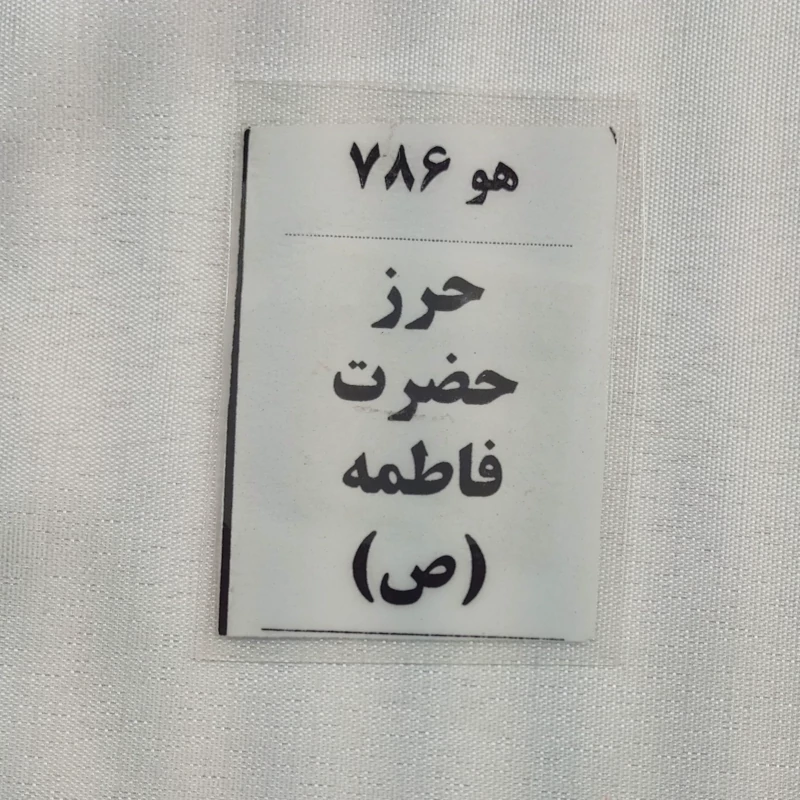 هو ۷۸۶
حرز
حضرت
فاطمه
(ص)